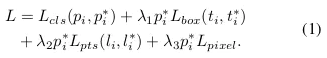 L = L_{cls}(p_i, p_i^*) + λ_1 p_i^* L_{box}(t_i, t_i^*)
+ λ_2 p_i^* L_{pts}(l_i, l_i^*) + λ_3 p_i^* L_{pixel}. (1)